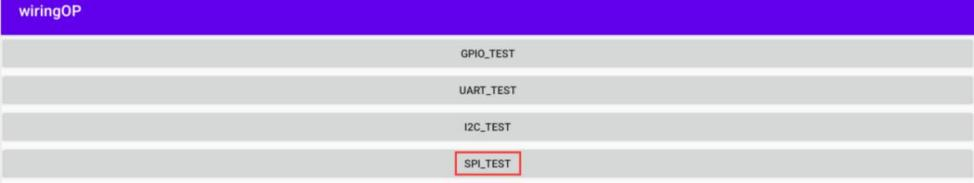 wiringOP
GPIO_TEST
UART_TEST
I2C_TEST
SPI_TEST